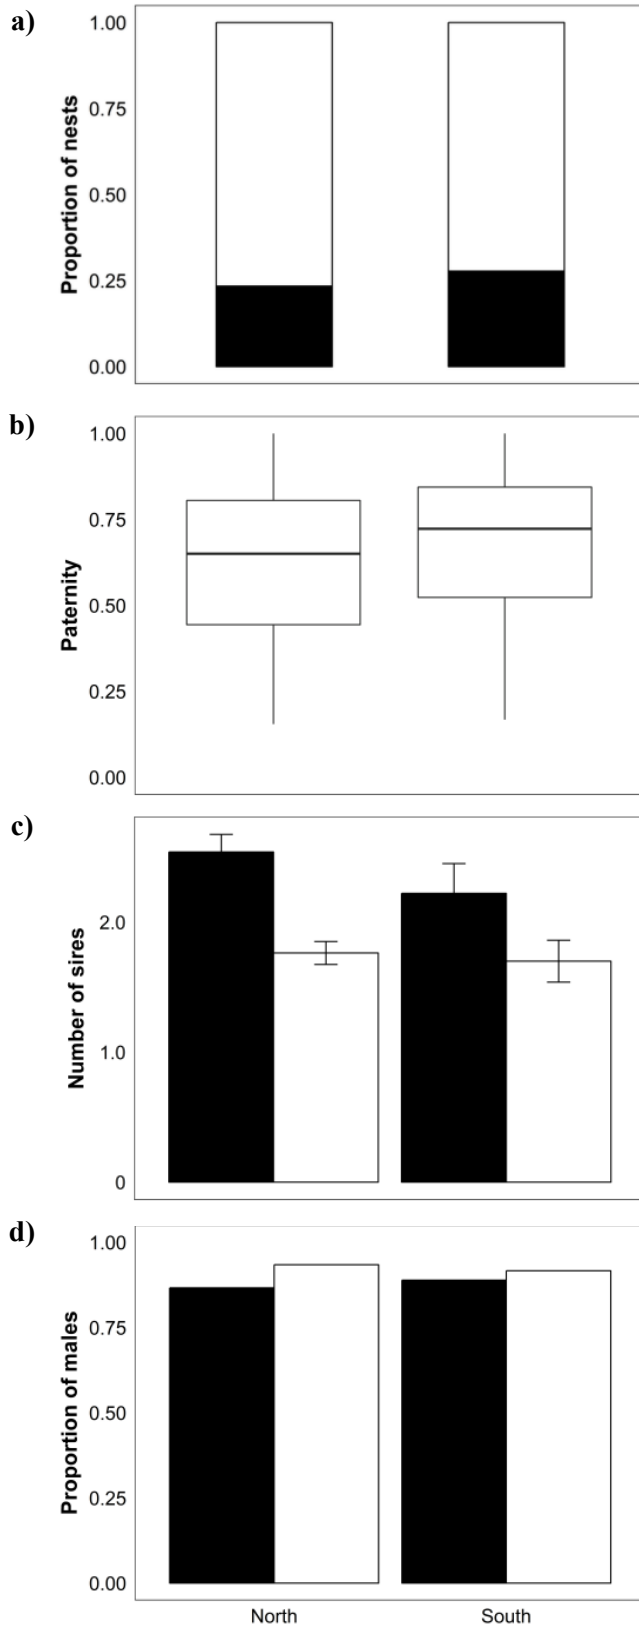 a)
Proportion of nests
1.00
0.75
0.50
0.25
0.00
b)
Paternity
1.00
0.75
0.50
0.25
0.00
c)
Number of sires
2.0
1.0
0
d)
Proportion of males
1.00
0.75
0.50
0.25
0.00
North South